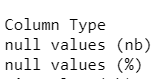 Column Type
null values (nb)
null values (%)